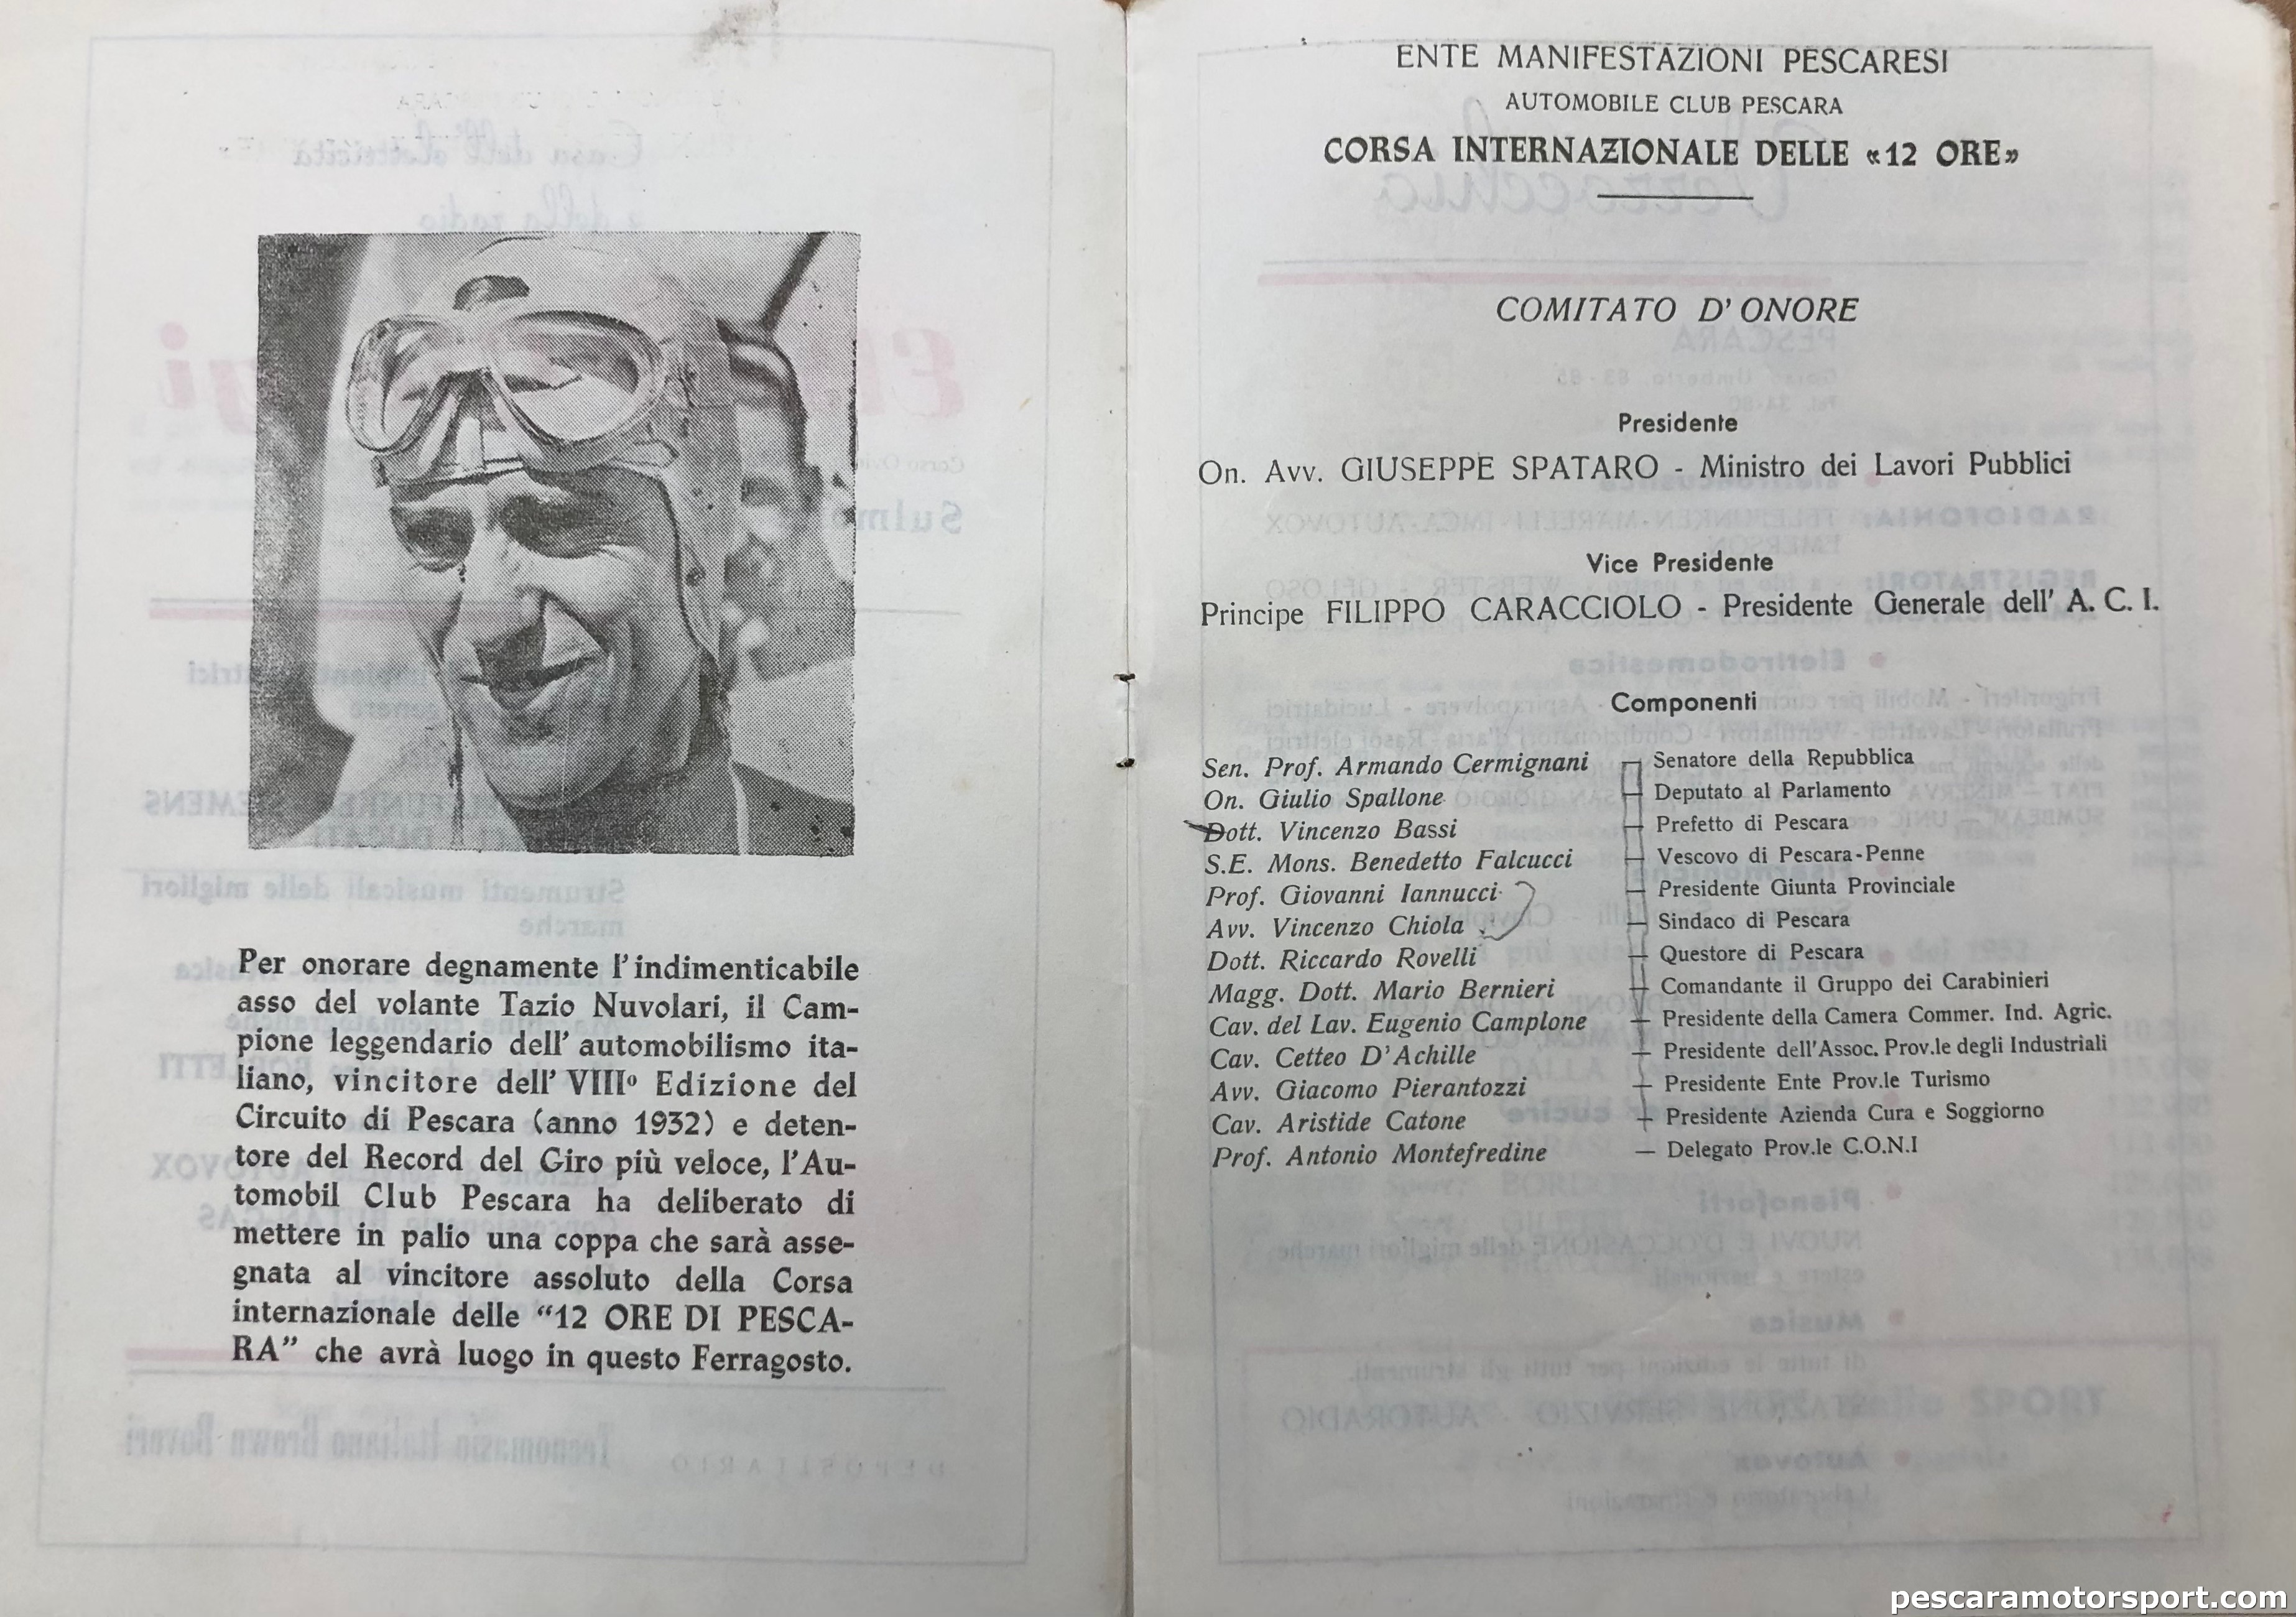 Per onorare degnamente l'indimenticabile
asso del volante Tazio Nuvolari, il Cam-
pione leggendario dell' automobilismo ita-
liano, vincitore dell' VIIIº Edizione del
Circuito di Pescara (anno 1932) e deten-
tore del Record del Giro più veloce, l'Au-
tomobil Club Pescara ha deliberato di
mettere in palio una coppa che sarà asse-
gnata al vincitore assoluto della Corsa
internazionale delle “12 ORE DI PESCA-
RA” che avrà luogo in questo Ferragosto.
ENTE MANIFESTAZIONI PESCARESI
AUTOMOBILE CLUB PESCARA
CORSA INTERNAZIONALE DELLE «12 ORE»
COMITATO D' ONORE
Presidente
On. Avv. GIUSEPPE SPATARO - Ministro dei Lavori Pubblici
Vice Presidente
Principe FILIPPO CARACCIOLO - Presidente Generale dell' A. C. I.
Componenti
Sen. Prof. Armando Cermignani — Senatore della Repubblica
On. Giulio Spallone — Deputato al Parlamento
Dott. Vincenzo Bassi — Prefetto di Pescara
S.E. Mons. Benedetto Falcucci — Vescovo di Pescara-Penne
Prof. Giovanni Iannucci — Presidente Giunta Provinciale
Avv. Vincenzo Chiola — Sindaco di Pescara
Dott. Riccardo Rovelli — Questore di Pescara
Magg. Dott. Mario Bernieri — Comandante il Gruppo dei Carabinieri
Cav. del Lav. Eugenio Camplone — Presidente della Camera Commer. Ind. Agric.
Cav. Cetteo D'Achille — Presidente dell'Assoc. Prov.le degli Industriali
Avv. Giacomo Pierantozzi — Presidente Ente Prov.le Turismo
Cav. Aristide Catone — Presidente Azienda Cura e Soggiorno
Prof. Antonio Montefredine — Delegato Prov.le C.O.N.I
pescaramotorsport.com